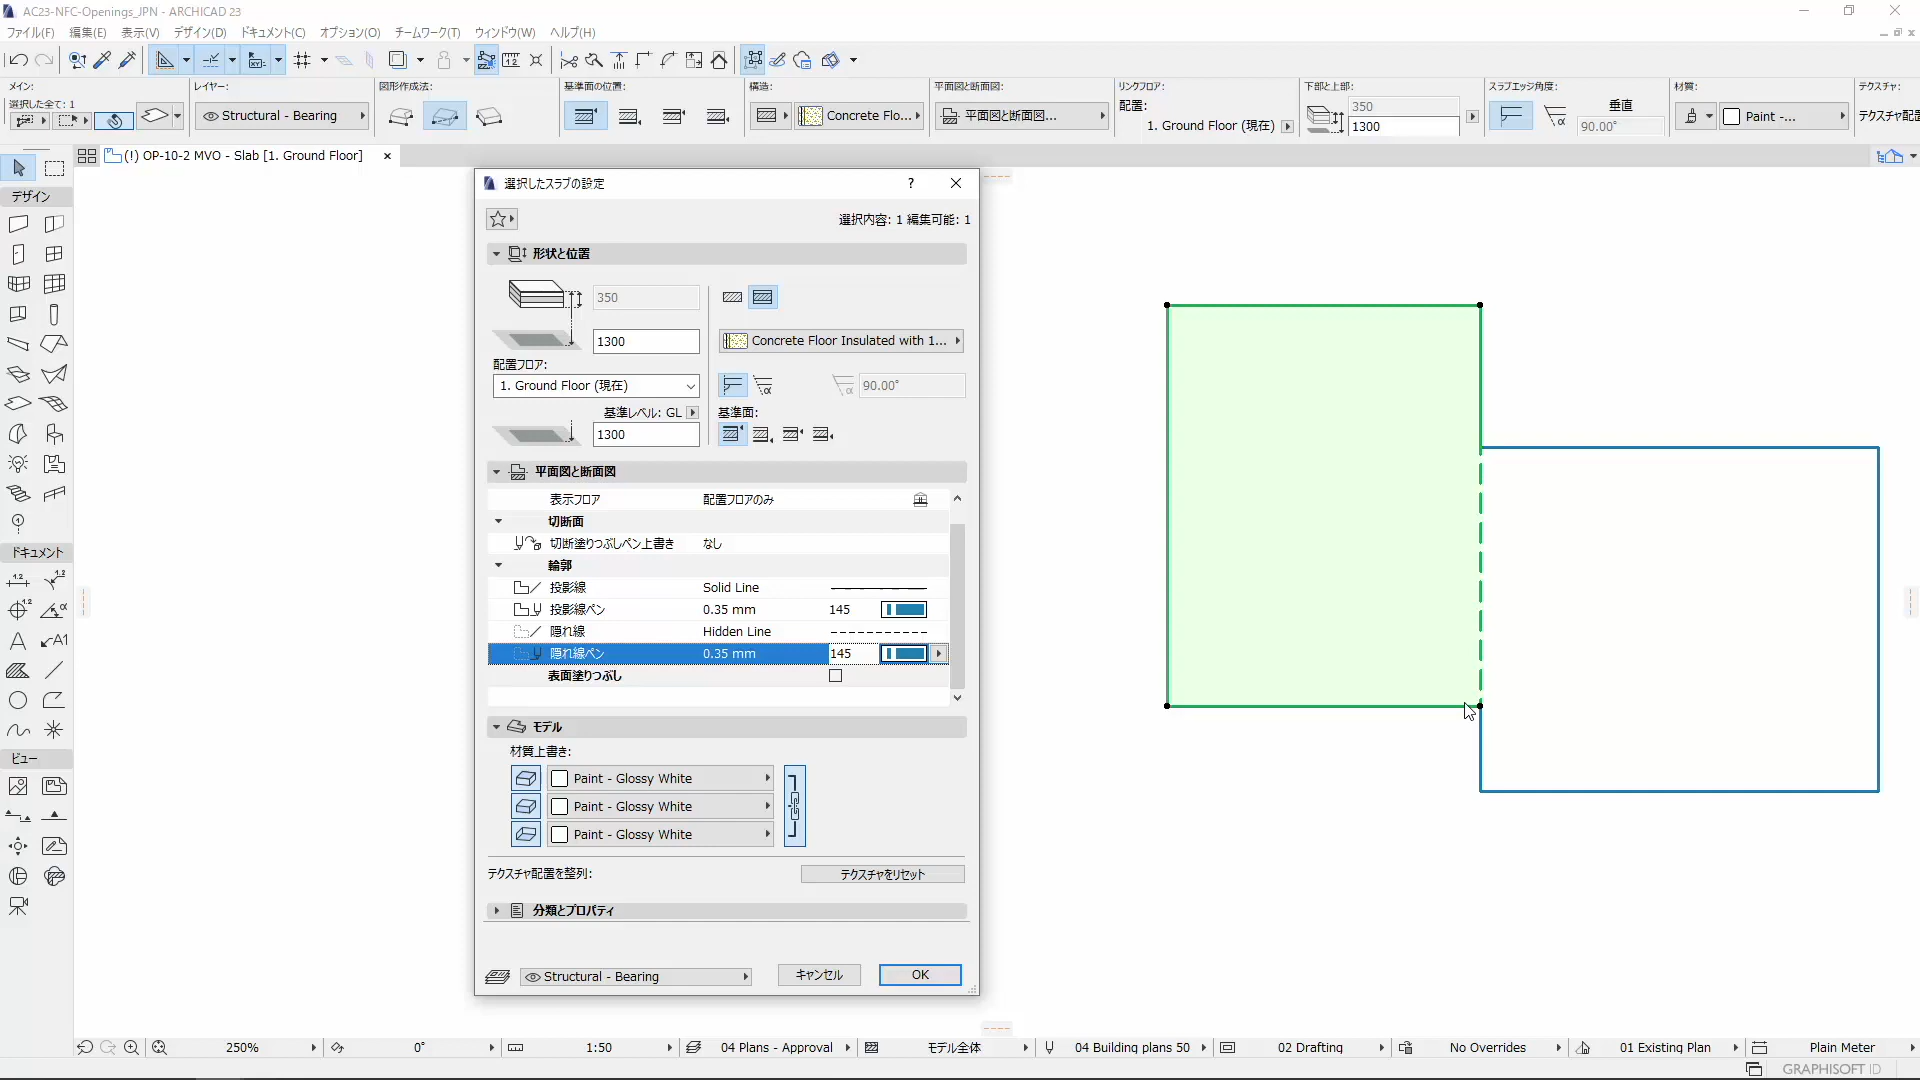 AC23-NFC-Openings_JPN - ARCHICAD 23
ファイル(F) 編集(E) 表示(V) デザイン(D) ドキュメント(C) オプション(O) チームワーク(T) ウィンドウ(W) ヘルプ(H)
メイン: レイヤー: 図形作成法: 基準面の位置: 構造: 平面図と断面図: リンクフロア: 下部と上部: スラブエッジ角度: 材質: テクスチャ:
選択した全て: 1
Structural - Bearing
Concrete Flo...
平面図と断面図...
配置:
1. Ground Floor (現在)
350
1300
垂直
90.00°
Paint -...
テクスチャ配置
(!) OP-10-2 MVO - Slab [1. Ground Floor]
デザイン
ドキュメント
ビュー
選択したスラブの設定
?
選択内容: 1 編集可能: 1
形状と位置
350
1300
Concrete Floor Insulated with 1...
配置フロア:
1. Ground Floor (現在)
90.00°
基準レベル: GL
基準面:
1300
平面図と断面図
表示フロア 配置フロアのみ
切断面
切断塗りつぶしペン上書き なし
輪郭
投影線 Solid Line
投影線ペン 0.35 mm 145
隠れ線 Hidden Line
隠れ線ペン 0.35 mm 145
表面塗りつぶし
モデル
材質上書き:
Paint - Glossy White
Paint - Glossy White
Paint - Glossy White
テクスチャ配置を整列:
テクスチャをリセット
分類とプロパティ
Structural - Bearing
キャンセル
OK
250% 0° 1:50 04 Plans - Approval モデル全体 04 Building plans 50 02 Drafting No Overrides 01 Existing Plan Plain Meter
GRAPHISOFT ID